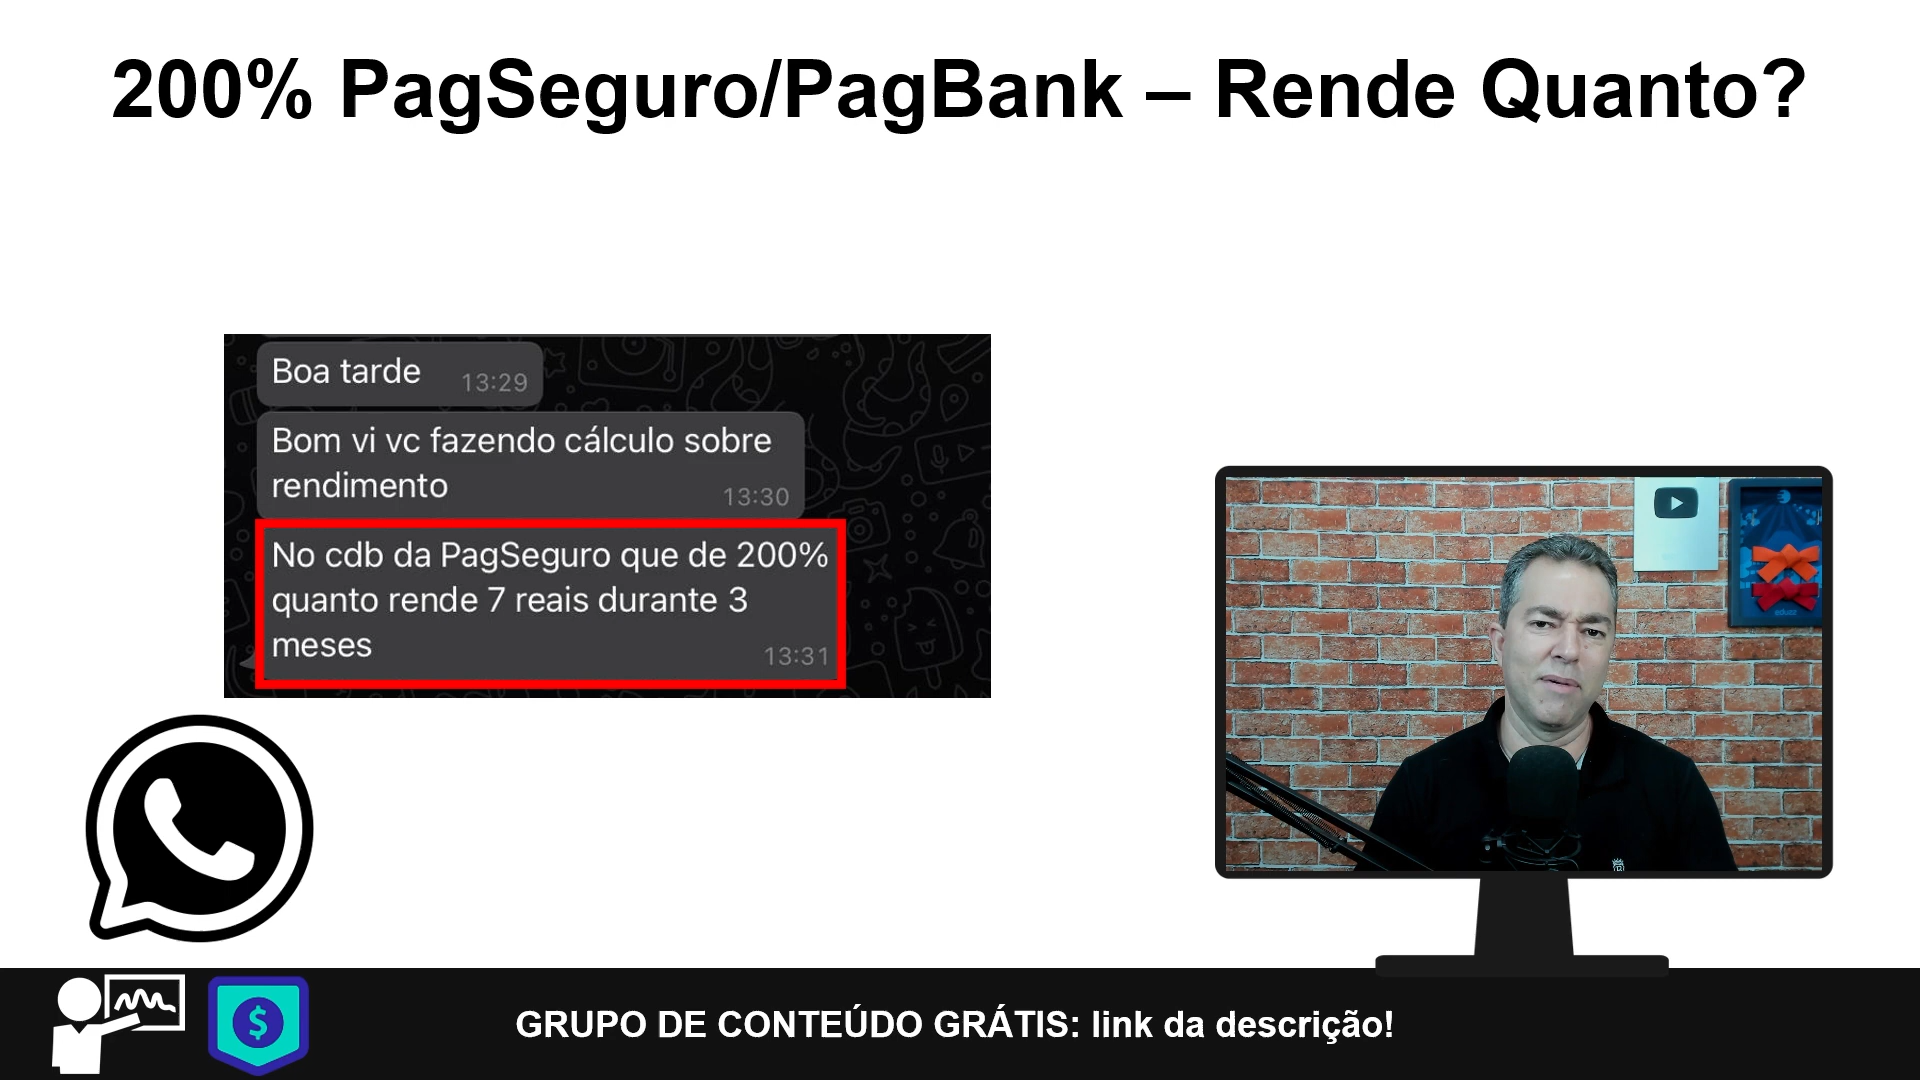 200% PagSeguro/PagBank – Rende Quanto?
Boa tarde
13:29
Bom vi vc fazendo cálculo sobre
rendimento
13:30
No cdb da PagSeguro que de 200%
quanto rende 7 reais durante 3
meses
13:31
eduzz
$
GRUPO DE CONTEÚDO GRÁTIS: link da descrição!